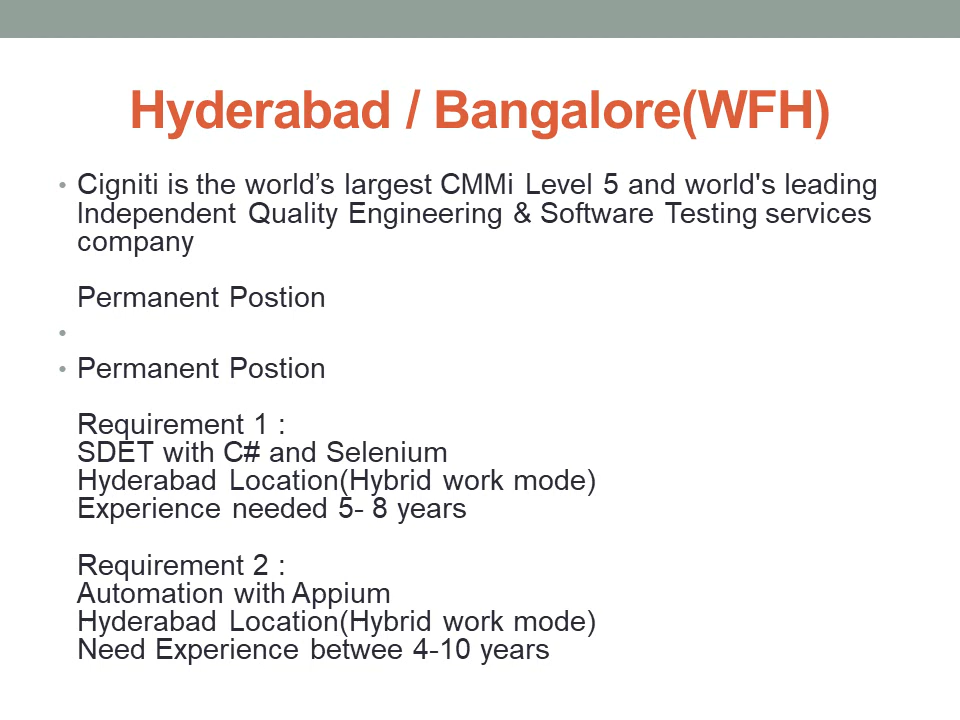 Hyderabad / Bangalore(WFH)
• Cigniti is the world’s largest CMMi Level 5 and world's leading
Independent Quality Engineering & Software Testing services
company
Permanent Postion
•
• Permanent Postion
Requirement 1 :
SDET with C# and Selenium
Hyderabad Location(Hybrid work mode)
Experience needed 5- 8 years
Requirement 2 :
Automation with Appium
Hyderabad Location(Hybrid work mode)
Need Experience betwee 4-10 years